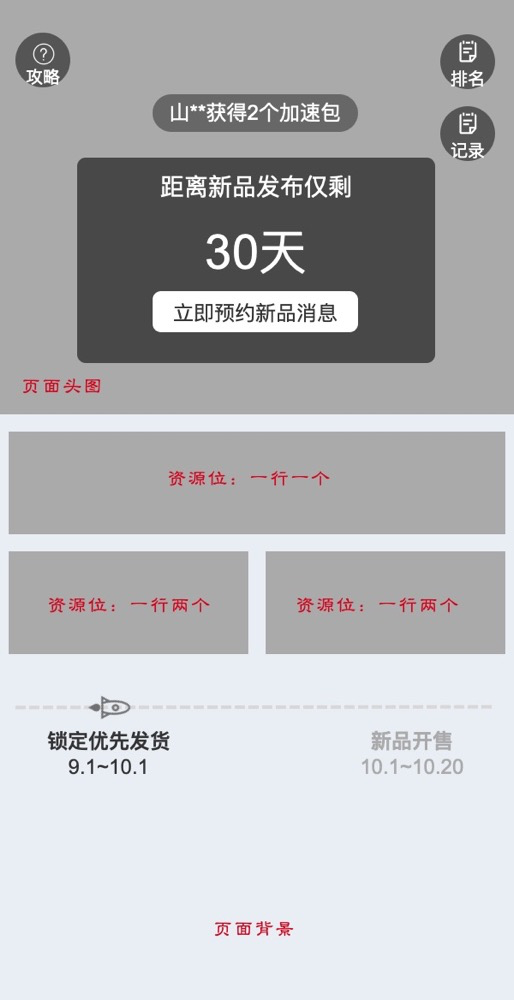 ?
攻略
排名
山**获得2个加速包
记录
距离新品发布仅剩
30天
立即预约新品消息
页面头图
资源位：一行一个
资源位：一行两个
资源位：一行两个
锁定优先发货
9.1~10.1
新品开售
10.1~10.20
页面背景